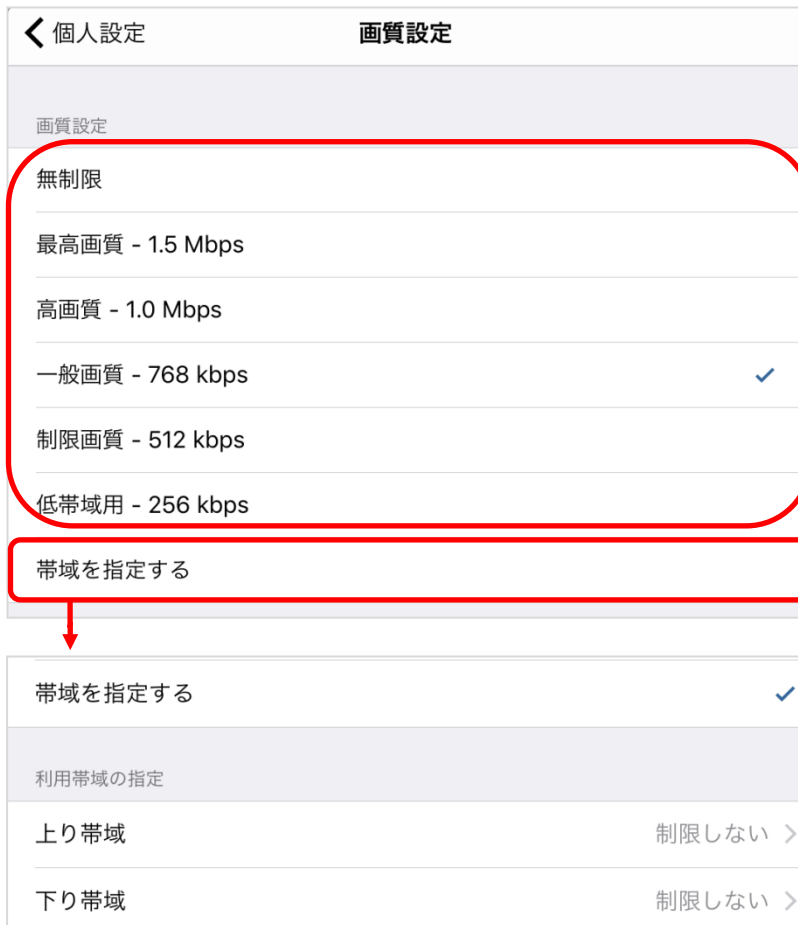 個人設定
画質設定
画質設定
無制限
最高画質 - 1.5 Mbps
高画質 - 1.0 Mbps
一般画質 - 768 kbps
制限画質 - 512 kbps
低帯域用 - 256 kbps
帯域を指定する
帯域を指定する
利用帯域の指定
上り帯域 制限しない
下り帯域 制限しない